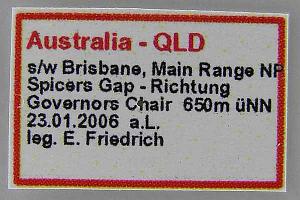 Australia - QLD
s/w Brisbane, Main Range NP
Spicers Gap - Richtung
Governors Chair 650m üNN
23.01.2006 a.L.
leg. E. Friedrich